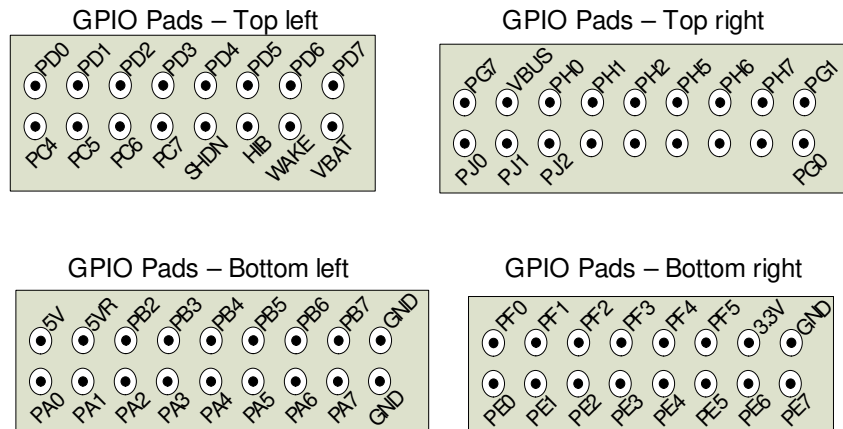 GPIO Pads – Top left
PD0 PD1 PD2 PD3 PD4 PD5 PD6 PD7
PC4 PC5 PC6 PC7 SHDN HIB WAKE VBAT
GPIO Pads – Top right
PG7 VBUS PH0 PH1 PH2 PH5 PH6 PH7 PG1
PJ0 PJ1 PJ2 PG0
GPIO Pads – Bottom left
5V 5VR PB2 PB3 PB4 PB5 PB6 PB7 GND
PA0 PA1 PA2 PA3 PA4 PA5 PA6 PA7 GND
GPIO Pads – Bottom right
PF0 PF1 PF2 PF3 PF4 PF5 3.3V GND
PE0 PE1 PE2 PE3 PE4 PE5 PE6 PE7